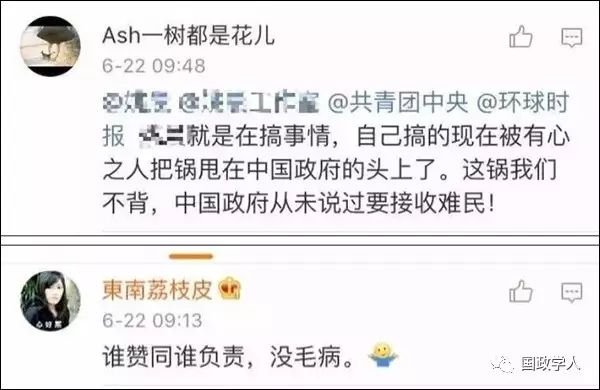 Ash一树都是花儿
6-22 09:48
@共青团中央 @环球时
报 就是在搞事情，自己搞的现在被有心
之人把锅甩在中国政府的头上了。这锅我们
不背，中国政府从未说过要接收难民！
東南荔枝皮
6-22 09:13
谁赞同谁负责，没毛病。
国政学人